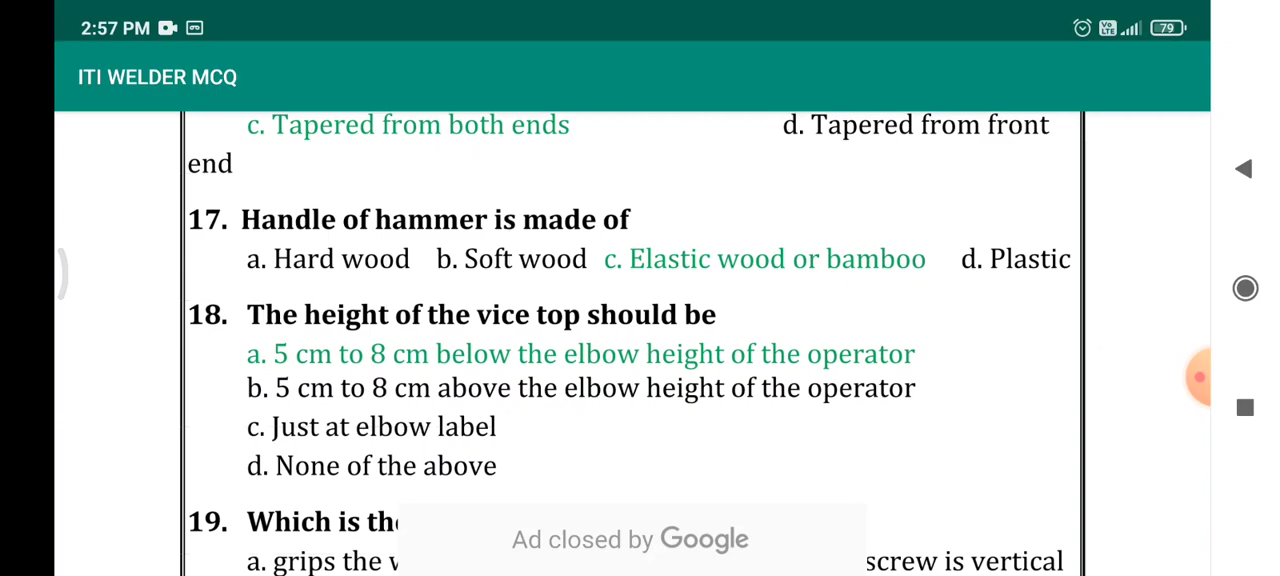 2:57 PM
79
ITI WELDER MCQ
c. Tapered from both ends d. Tapered from front
end
17. Handle of hammer is made of
a. Hard wood b. Soft wood c. Elastic wood or bamboo d. Plastic
18. The height of the vice top should be
a. 5 cm to 8 cm below the elbow height of the operator
b. 5 cm to 8 cm above the elbow height of the operator
c. Just at elbow label
d. None of the above
19. Which is
Ad closed by Google
a. grips the screw is vertical